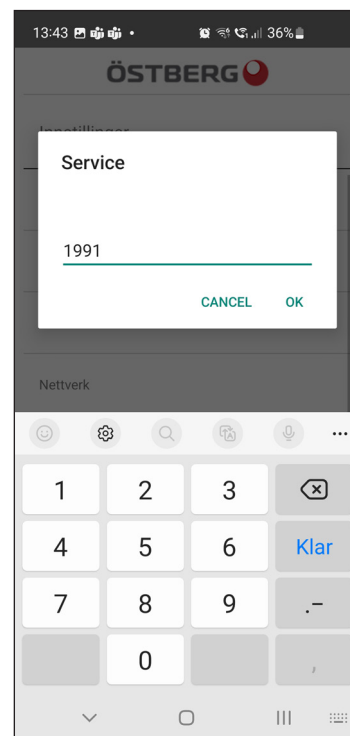 13:43 36%
ÖSTBERG
Innstillinger
Service
1991
CANCEL OK
Nettverk
1 2 3
4 5 6 Klar
7 8 9 .-
0 ,